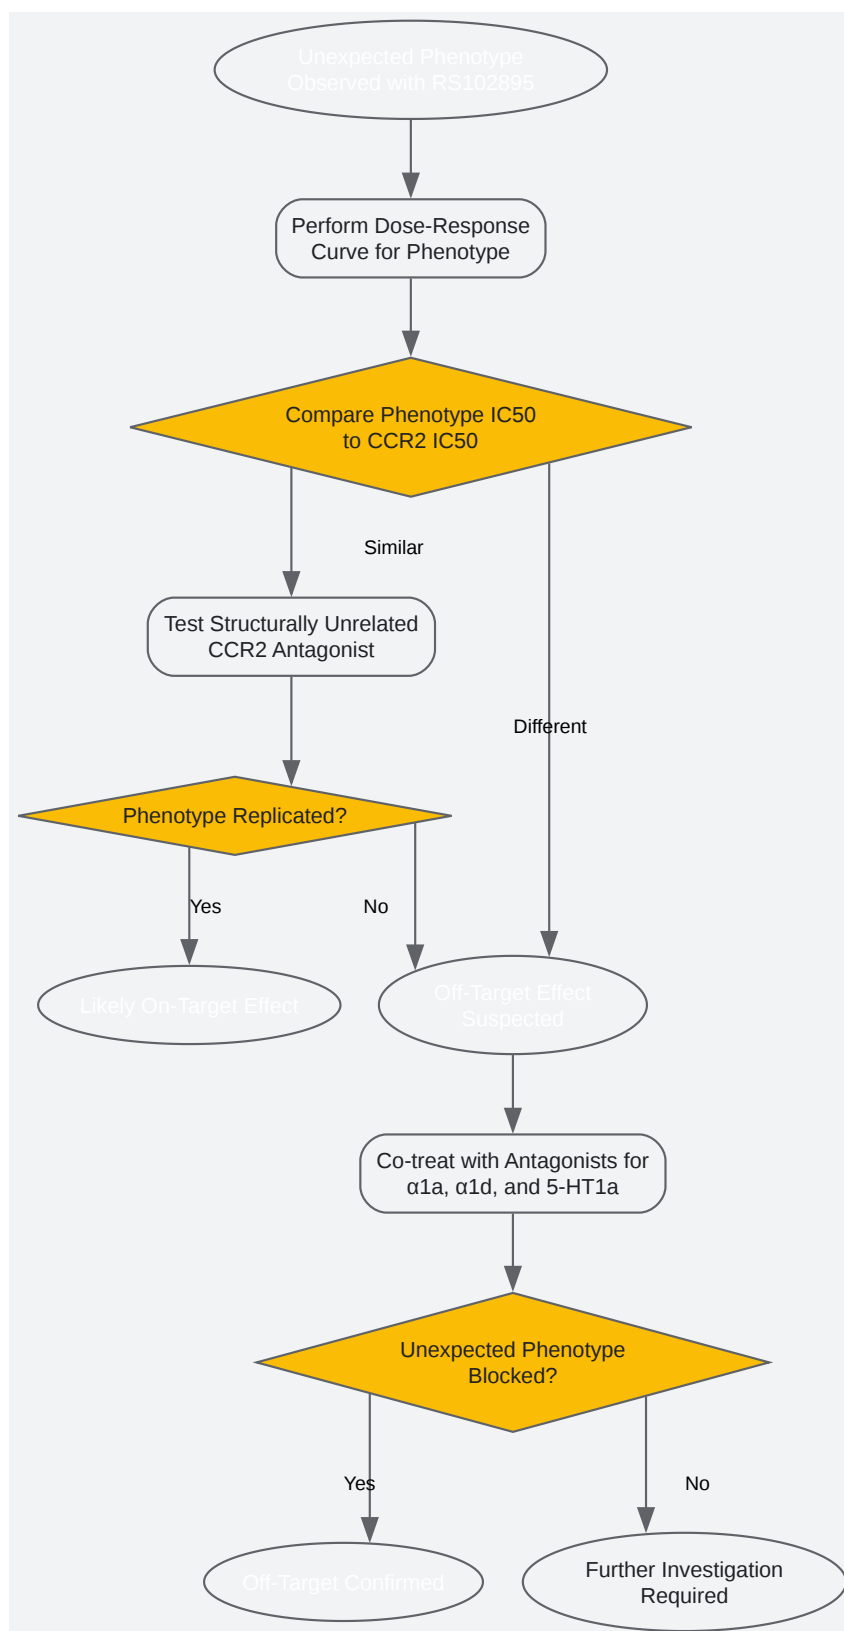 Unexpected Phenotype
Observed with RS102895
Perform Dose-Response
Curve for Phenotype
Compare Phenotype IC50
to CCR2 IC50
Similar
Test Structurally Unrelated
CCR2 Antagonist
Different
Phenotype Replicated?
Yes
No
Likely On-Target Effect
Off-Target Effect
Suspected
Co-treat with Antagonists for
α1a, α1d, and 5-HT1a
Unexpected Phenotype
Blocked?
Yes
No
Off-Target Confirmed
Further Investigation
Required